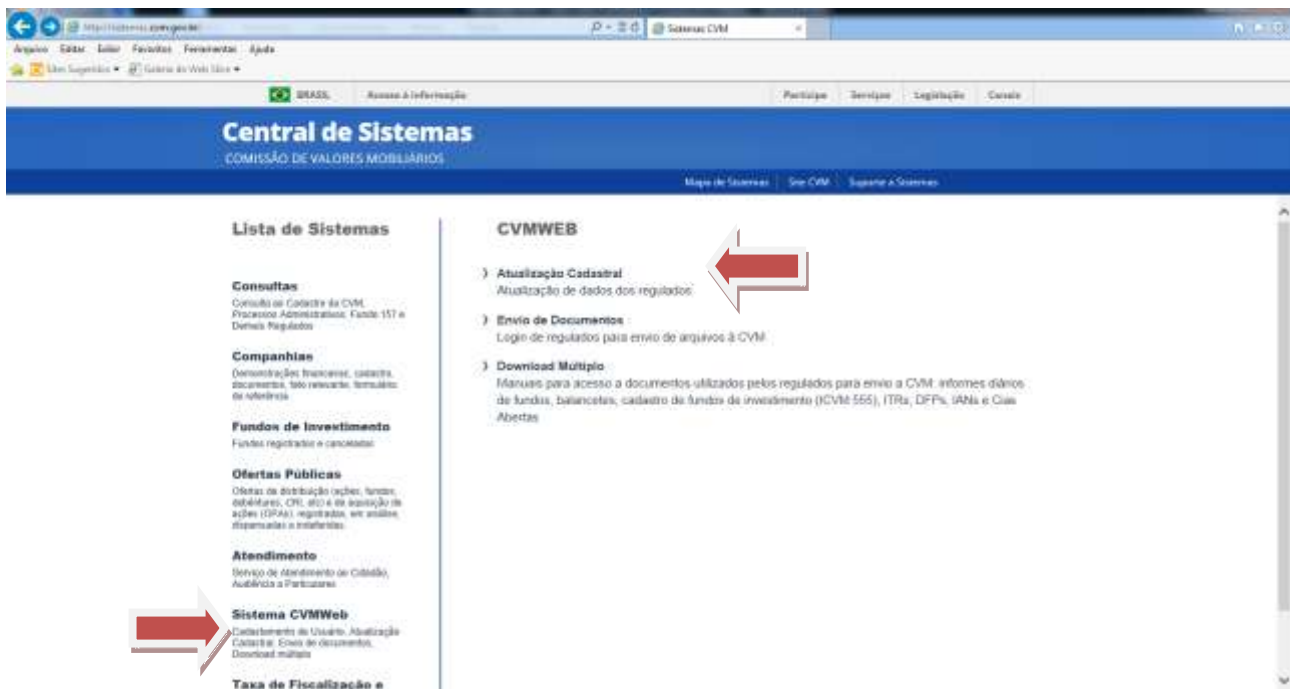 Sistemas CVM
Arquivo Editar Exibir Favoritos Ferramentas Ajuda
Sites Sugeridos Galeria do Web Slice
BRASIL Acesso à informação Participe Serviços Legislação Canais
Central de Sistemas
COMISSÃO DE VALORES MOBILIÁRIOS
Mapa de Sistemas Site CVM Suporte a Sistemas
Lista de Sistemas
Consultas
Consulta ao Cadastro da CVM,
Processos Administrativos, Fundo 157 e
Demais Regulados
Companhias
Demonstrações financeiras, cadastro,
documentos, fato relevante, formulário
de referência
Fundos de Investimento
Fundos registrados e cancelados
Ofertas Públicas
Ofertas de distribuição (ações, fundos,
debêntures, CRI, etc) e de aquisição de
ações (OPAs), registradas, em análise,
dispensadas e indeferidas
Atendimento
Serviço de Atendimento ao Cidadão,
Audiência a Particulares
Sistema CVMWeb
Cadastramento de Usuário, Atualização
Cadastral, Envio de documentos,
Download múltiplo
Taxa de Fiscalização e
CVMWEB
Atualização Cadastral
Atualização de dados dos regulados
Envio de Documentos
Login de regulados para envio de arquivos à CVM
Download Múltiplo
Manuais para acesso a documentos utilizados pelos regulados para envio a CVM: informes diários
de fundos, balancetes, cadastro de fundos de investimento (ICVM 555), ITRs, DFPs, IANs e Cias
Abertas